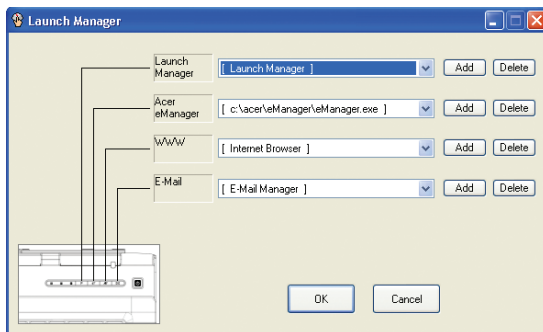 Launch Manager
Launch
Manager
[ Launch Manager ]
Add
Delete
Acer
eManager
[ c:\acer\eManager\eManager.exe ]
Add
Delete
WWW
[ Internet Browser ]
Add
Delete
E-Mail
[ E-Mail Manager ]
Add
Delete
OK
Cancel